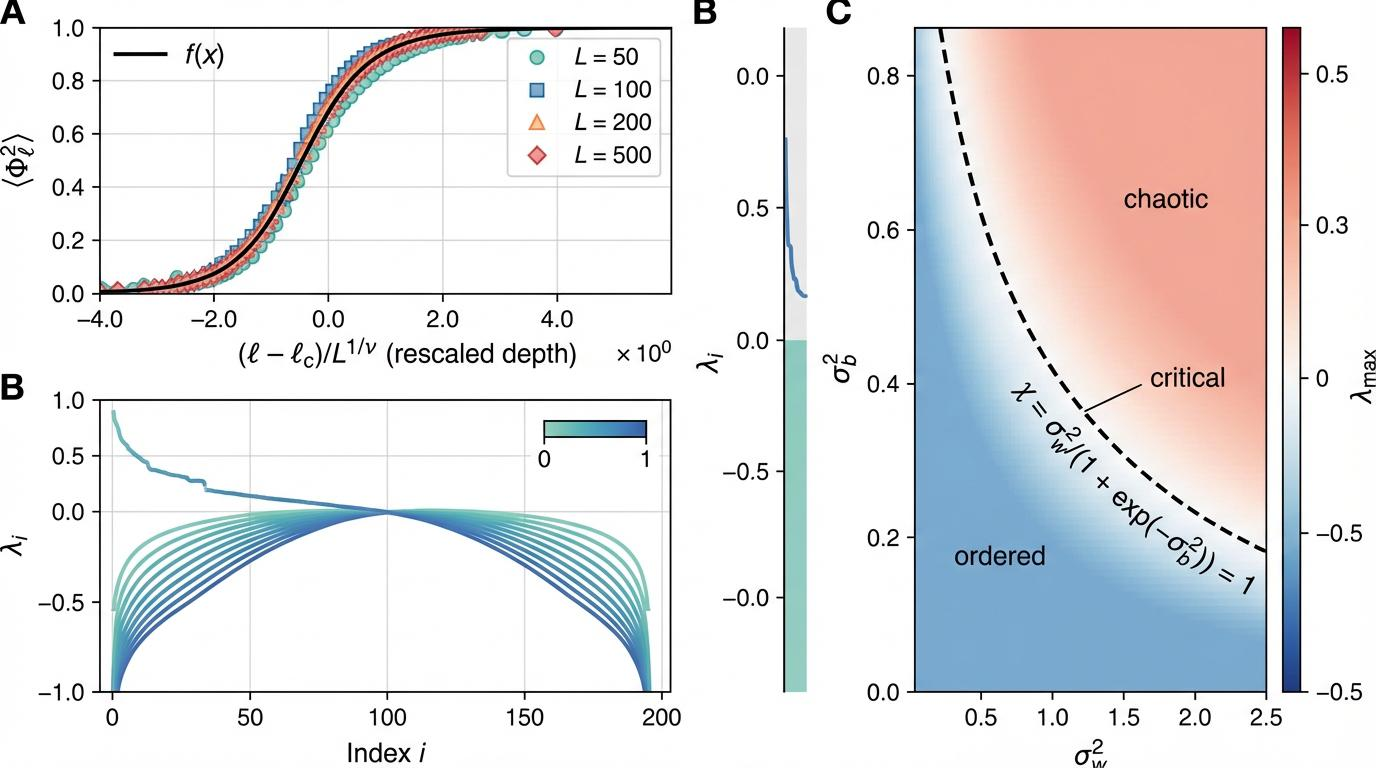 A
⟨Φ²ℓ⟩
1.0
0.8
0.6
0.4
0.2
0.0
f(x)
L = 50
L = 100
L = 200
L = 500
−4.0 −2.0 0.0 2.0 4.0
(ℓ − ℓc)/L^1/ν (rescaled depth) ×10⁰
B
λi
1.0
0.5
0.0
−0.5
−1.0
0 1
0 50 100 150 200
Index i
B
λi
0.0
0.5
0.0
−0.5
−0.0
C
σ²b
0.8
0.6
0.4
0.2
0.0
chaotic
critical
χ = σ²w/(1 + exp(−σ²b)) = 1
ordered
0.5 1.0 1.5 2.0 2.5
σ²w
0.5
0.3
0
−0.5
−0.5
λmax